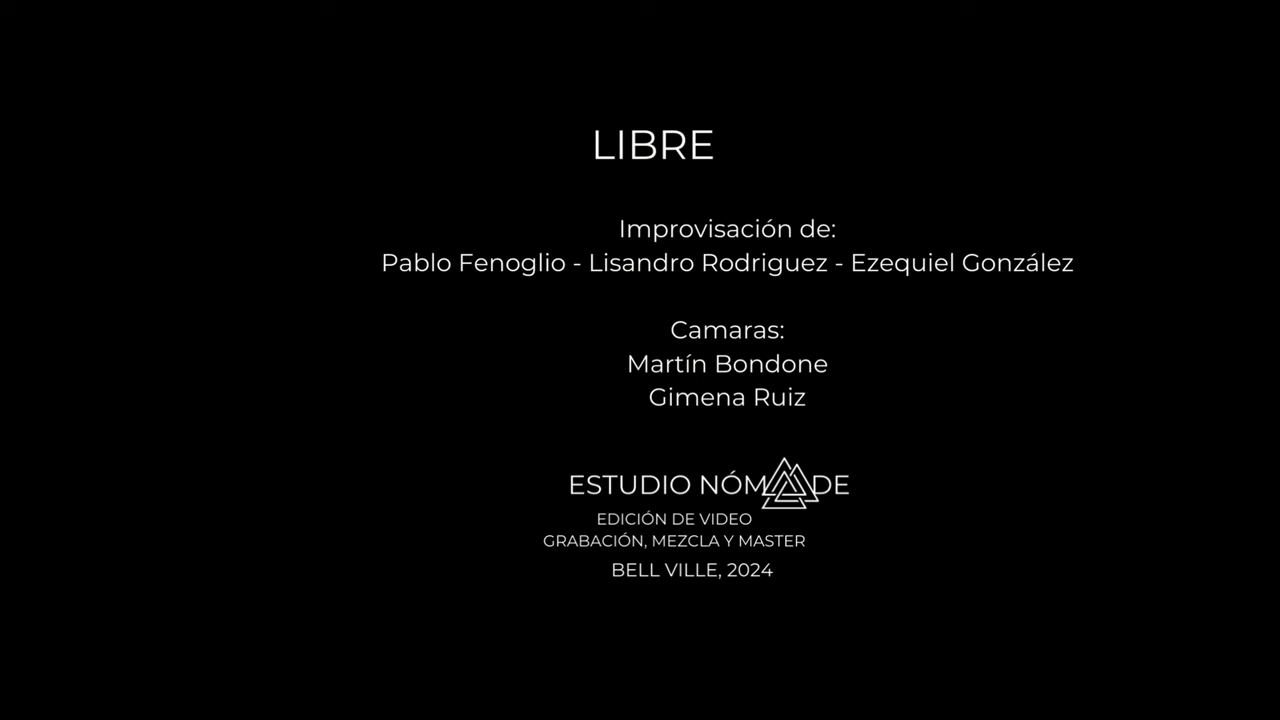 LIBRE
Improvisación de:
Pablo Fenoglio - Lisandro Rodriguez - Ezequiel González
Camaras:
Martín Bondone
Gimena Ruiz
ESTUDIO NÓMADE
EDICIÓN DE VIDEO
GRABACIÓN, MEZCLA Y MASTER
BELL VILLE, 2024